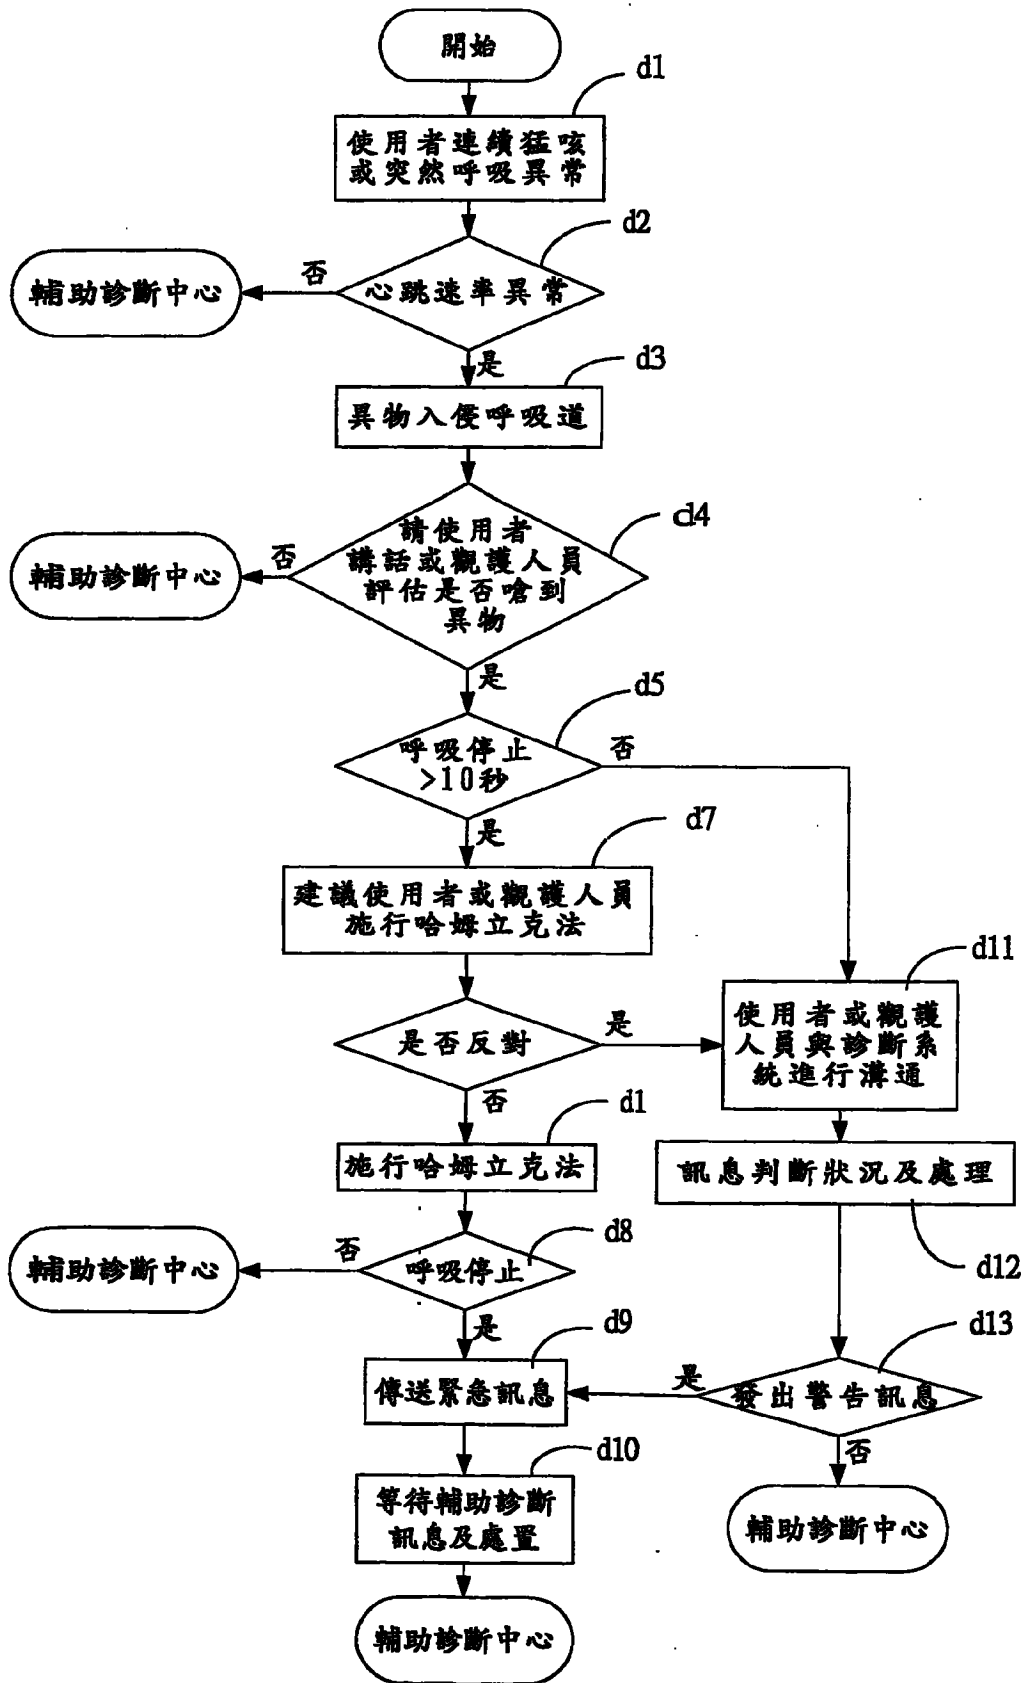 開始
d1
使用者連續猛咳
或突然呼吸異常
d2
否
輔助診斷中心
心跳速率異常
是
d3
異物入侵呼吸道
d4
請使用者
講話或觀護人員
評估是否嗆到
異物
否
輔助診斷中心
是
d5
呼吸停止
>10秒
否
是
d7
建議使用者或觀護人員
施行哈姆立克法
d11
使用者或觀護
人員與診斷系
統進行溝通
是否反對
是
否
d1
施行哈姆立克法
訊息判斷狀況及處理
d12
d8
否
輔助診斷中心
呼吸停止
是
d9
d13
傳送緊急訊息
是
發出警告訊息
否
d10
等待輔助診斷
訊息及處置
輔助診斷中心
輔助診斷中心